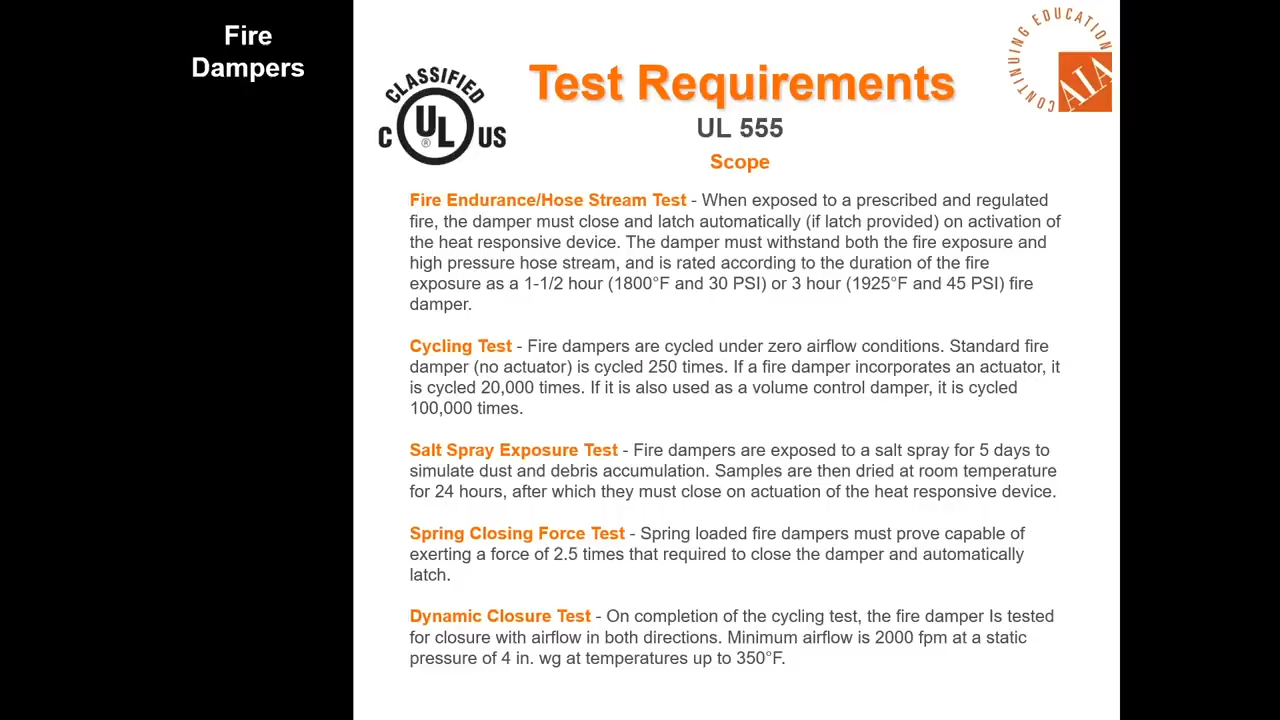 Fire
Dampers
CLASSIFIED
C UL ® US
CONTINUING EDUCATION
AIA
Test Requirements
UL 555
Scope
Fire Endurance/Hose Stream Test - When exposed to a prescribed and regulated
fire, the damper must close and latch automatically (if latch provided) on activation of
the heat responsive device. The damper must withstand both the fire exposure and
high pressure hose stream, and is rated according to the duration of the fire
exposure as a 1-1/2 hour (1800°F and 30 PSI) or 3 hour (1925°F and 45 PSI) fire
damper.
Cycling Test - Fire dampers are cycled under zero airflow conditions. Standard fire
damper (no actuator) is cycled 250 times. If a fire damper incorporates an actuator, it
is cycled 20,000 times. If it is also used as a volume control damper, it is cycled
100,000 times.
Salt Spray Exposure Test - Fire dampers are exposed to a salt spray for 5 days to
simulate dust and debris accumulation. Samples are then dried at room temperature
for 24 hours, after which they must close on actuation of the heat responsive device.
Spring Closing Force Test - Spring loaded fire dampers must prove capable of
exerting a force of 2.5 times that required to close the damper and automatically
latch.
Dynamic Closure Test - On completion of the cycling test, the fire damper Is tested
for closure with airflow in both directions. Minimum airflow is 2000 fpm at a static
pressure of 4 in. wg at temperatures up to 350°F.